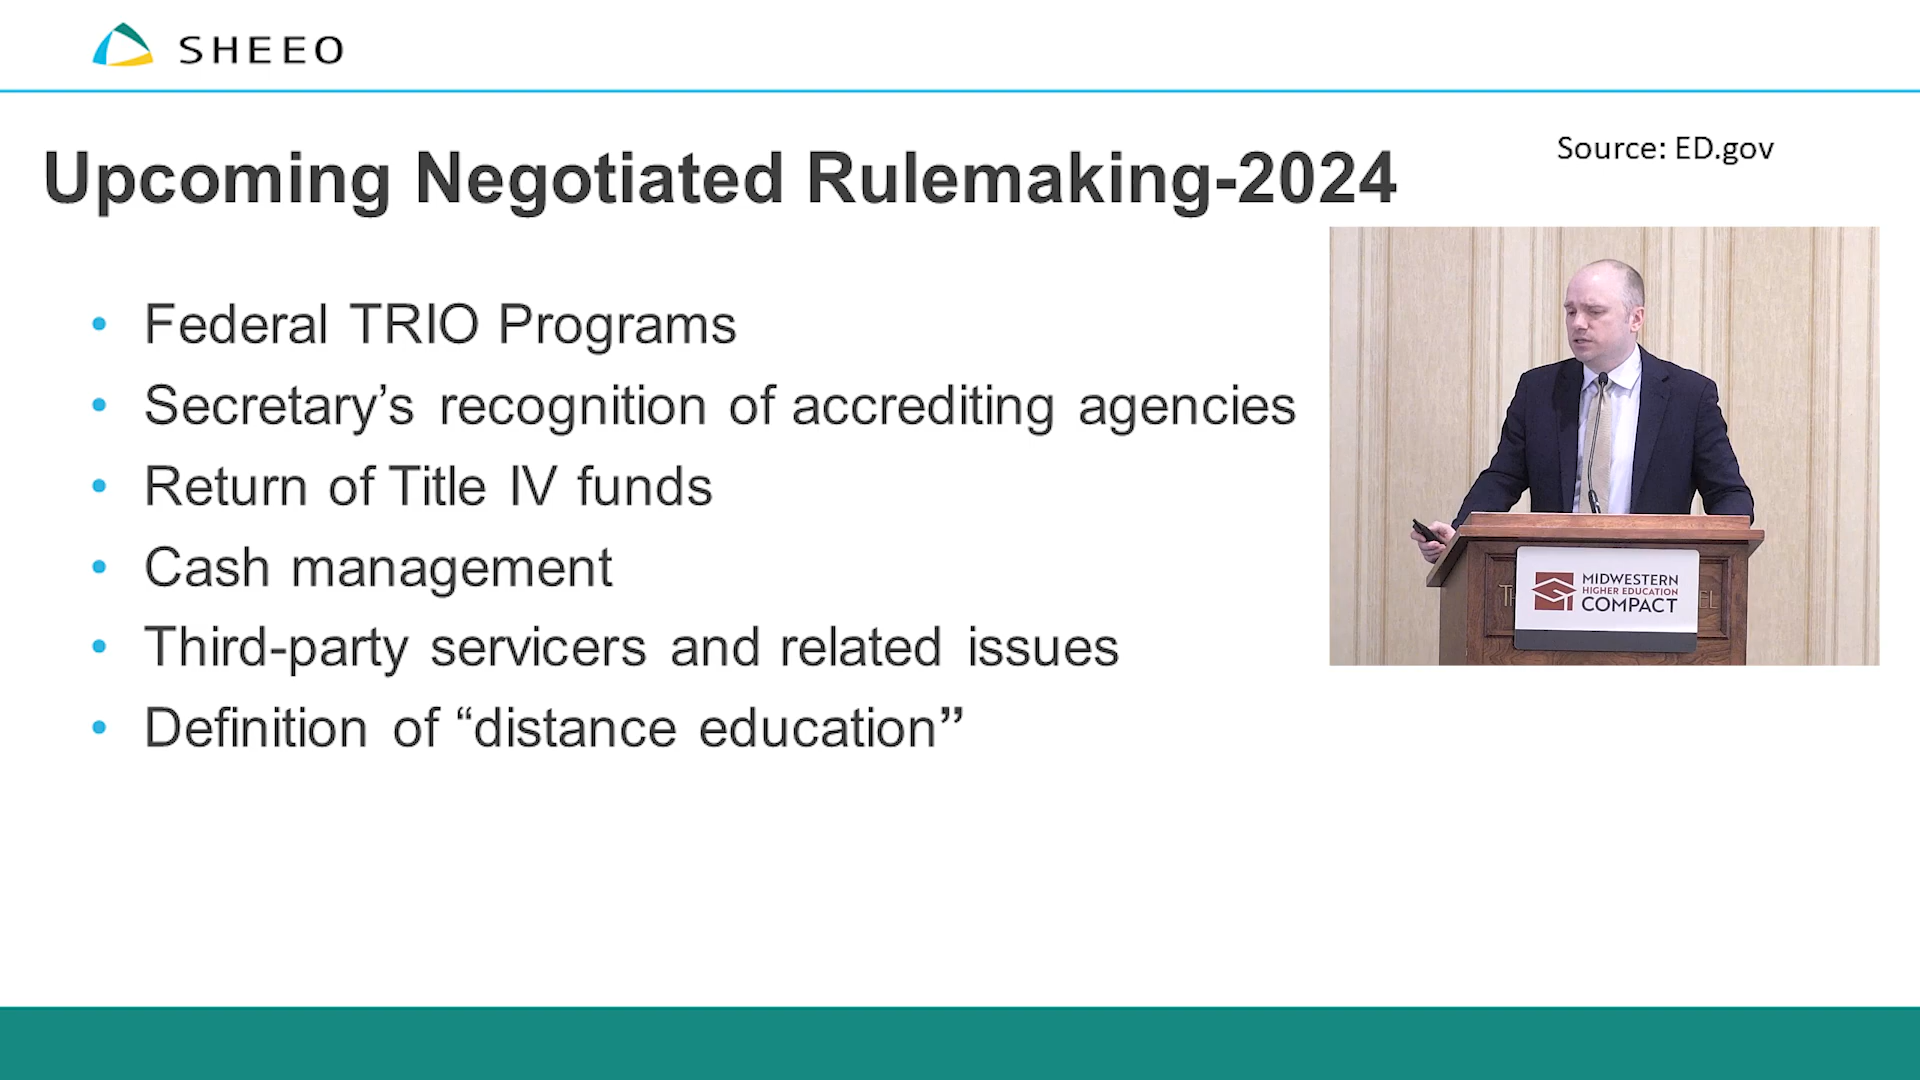 SHEEO
Upcoming Negotiated Rulemaking-2024
Source: ED.gov
• Federal TRIO Programs
• Secretary’s recognition of accrediting agencies
• Return of Title IV funds
• Cash management
• Third-party servicers and related issues
• Definition of “distance education”
MIDWESTERN
HIGHER EDUCATION
COMPACT